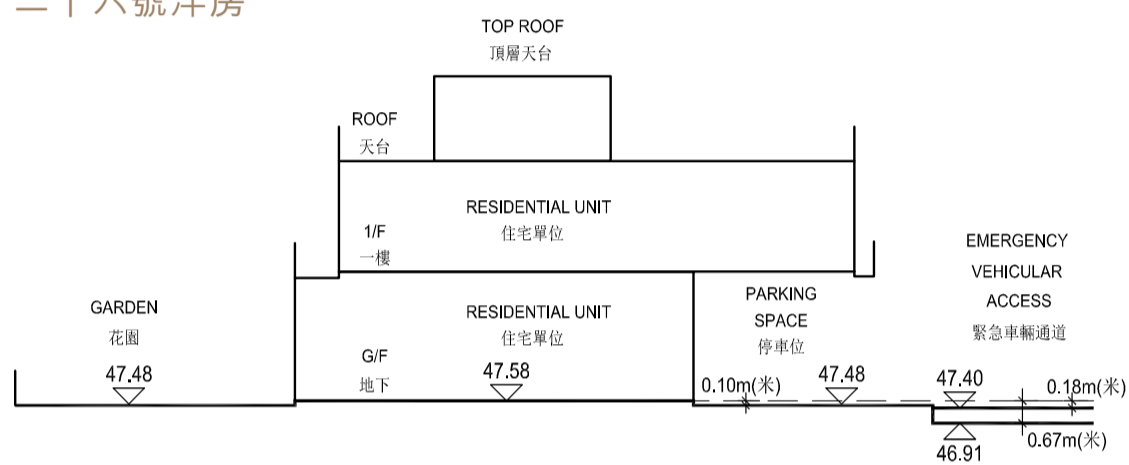 TOP ROOF
頂層天台
ROOF
天台
RESIDENTIAL UNIT
住宅單位
1/F
一樓
EMERGENCY
VEHICULAR
ACCESS
緊急車輛通道
GARDEN
花園
47.48
RESIDENTIAL UNIT
住宅單位
G/F
地下
47.58
PARKING
SPACE
停車位
0.10m(米)
47.48
47.40
0.18m(米)
0.67m(米)
46.91